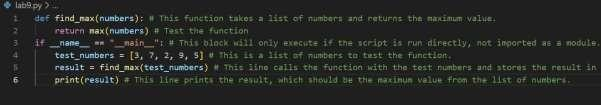 lab9.py > ...
1 def find_max(numbers): # This function takes a list of numbers and returns the maximum value.
2     return max(numbers) # Test the function
3 if __name__ == "__main__": # This block will only execute if the script is run directly, not imported as a module.
4     test_numbers = [3, 7, 2, 9, 5] # This is a list of numbers to test the function.
5     result = find_max(test_numbers) # This line calls the function with the test numbers and stores the result in
6     print(result) # This line prints the result, which should be the maximum value from the list of numbers.